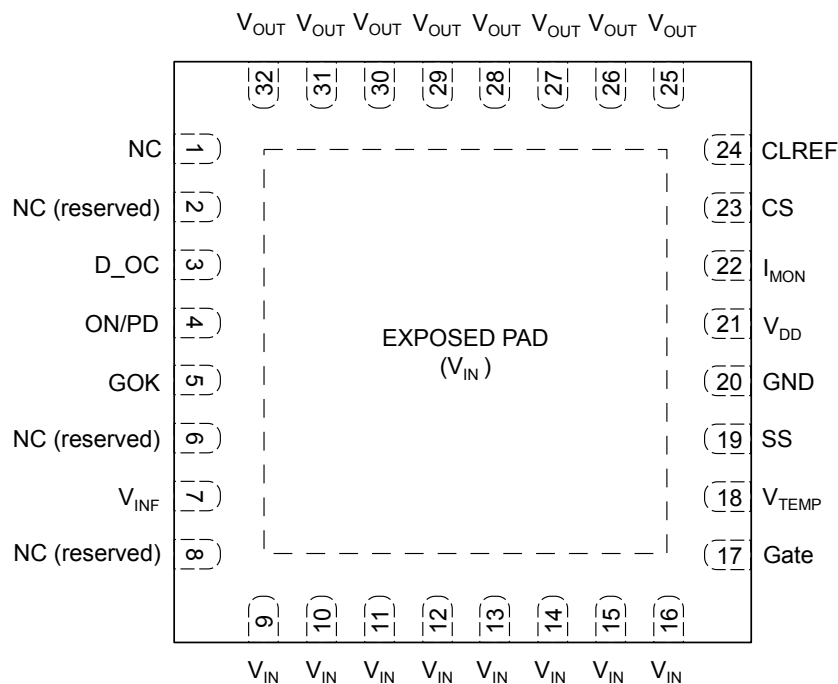 VOUT VOUT VOUT VOUT VOUT VOUT VOUT VOUT
32 31 30 29 28 27 26 25
NC 1
NC (reserved) 2
D_OC 3
ON/PD 4
GOK 5
NC (reserved) 6
VINF 7
NC (reserved) 8
EXPOSED PAD
(VIN )
24 CLREF
23 CS
22 IMON
21 VDD
20 GND
19 SS
18 VTEMP
17 Gate
9 10 11 12 13 14 15 16
VIN VIN VIN VIN VIN VIN VIN VIN